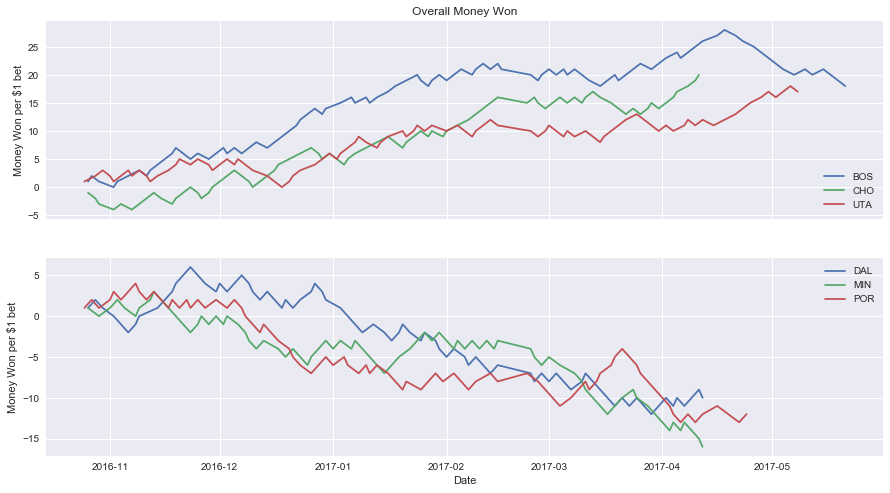 Overall Money Won
Money Won per $1 bet
25
20
15
10
5
0
−5
BOS
CHO
UTA
Money Won per $1 bet
5
0
−5
−10
−15
DAL
MIN
POR
2016-11
2016-12
2017-01
2017-02
2017-03
2017-04
2017-05
Date